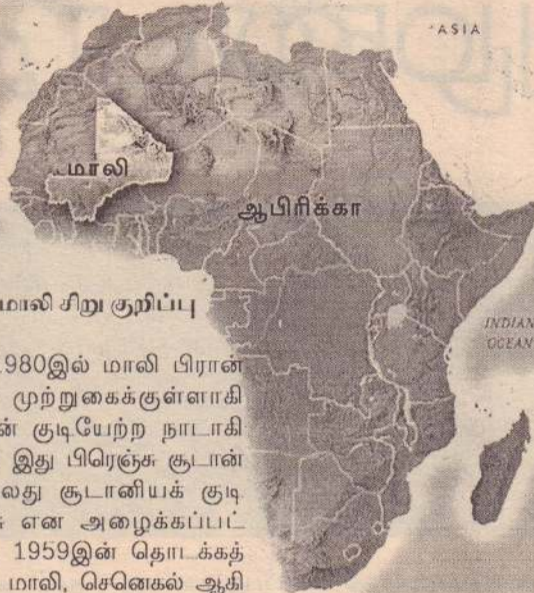 ASIA
மாலி
ஆபிரிக்கா
மாலி சிறு குறிப்பு
INDIAN
OCEAN
1980இல் மாலி பிரான்
முற்றுகைக்குள்ளாகி
ன் குடியேற்ற நாடாகி
இது பிரெஞ்சு சூடான்
லது சூடானியக் குடி
சு என அழைக்கப்பட்
1959இன் தொடக்கத்
மாலி, செனெகல் ஆகி